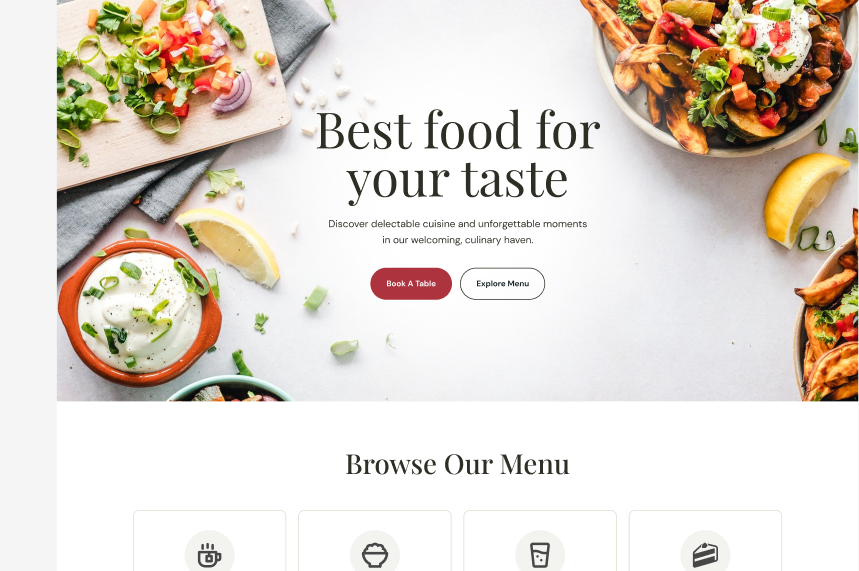 Best food for
your taste
Discover delectable cuisine and unforgettable moments
in our welcoming, culinary haven.
Book A Table
Explore Menu
Browse Our Menu